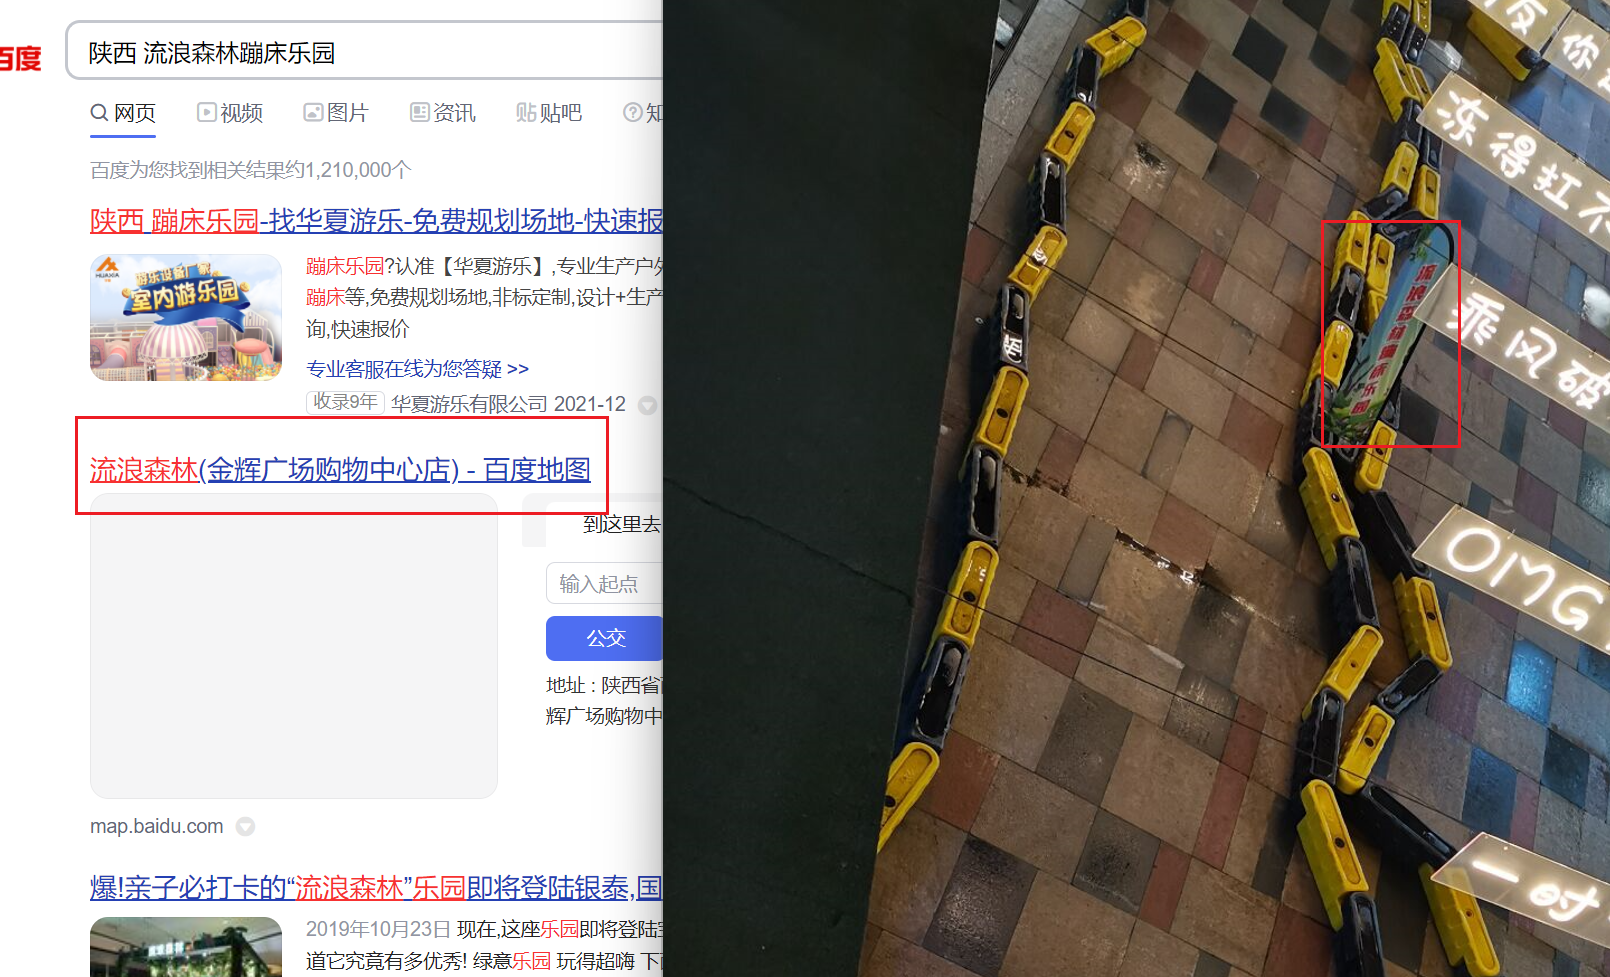 百度
陕西 流浪森林蹦床乐园
网页
视频
图片
资讯
贴吧
知
百度为您找到相关结果约1,210,000个
陕西 蹦床乐园-找华夏游乐-免费规划场地-快速报
HUAXIA
游乐设备厂家
室内游乐园
蹦床乐园?认准【华夏游乐】,专业生产户外
蹦床等,免费规划场地,非标定制,设计+生产
询,快速报价
专业客服在线为您答疑 >>
收录9年 华夏游乐有限公司 2021-12
流浪森林(金辉广场购物中心店) - 百度地图
到这里去
输入起点
公交
地址 : 陕西省
辉广场购物中
map.baidu.com
爆!亲子必打卡的“流浪森林”乐园即将登陆银泰,国
2019年10月23日 现在,这座乐园即将登陆
道它究竟有多优秀! 绿意乐园 玩得超嗨 下
流浪森林
友你
冻得扛不
流浪森林蹦床乐园
乘风破
OMG
一时